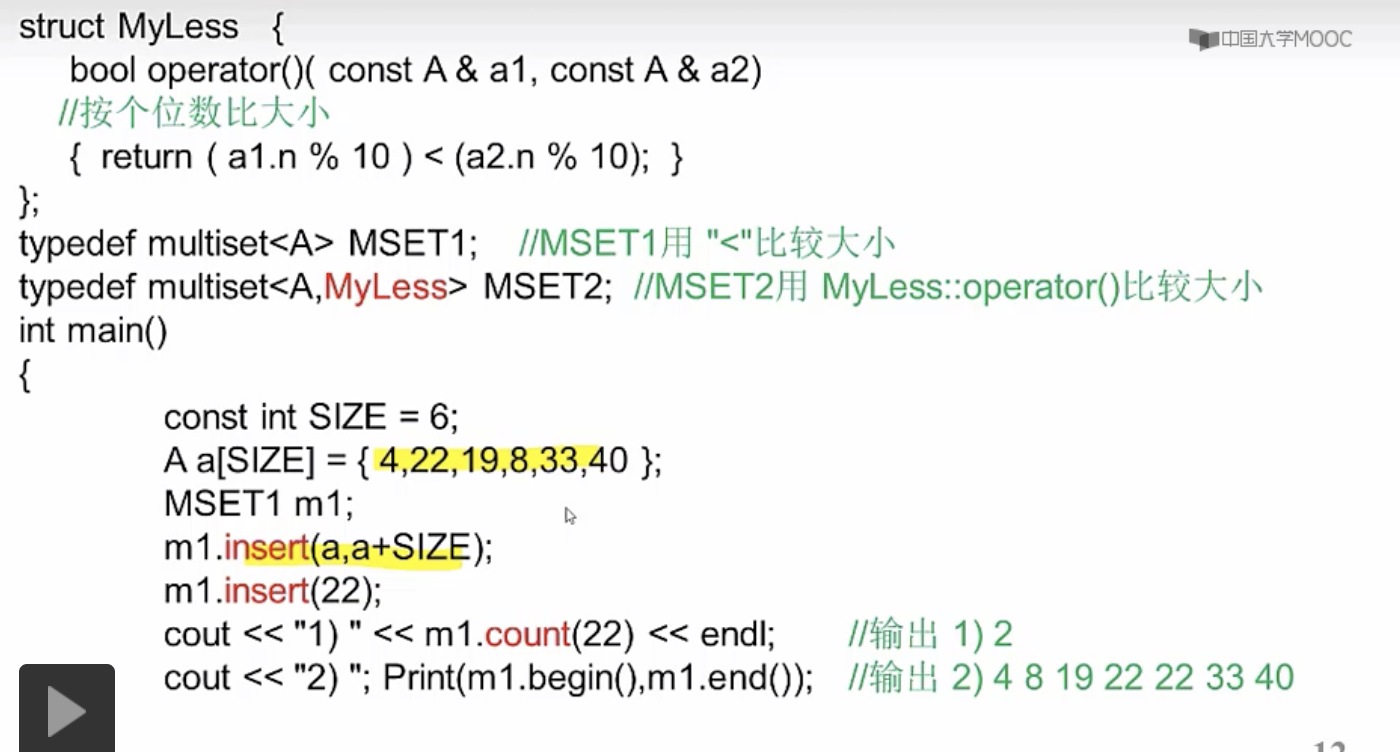 struct MyLess {
中国大学MOOC
bool operator()( const A & a1, const A & a2)
//按个位数比大小
{ return ( a1.n % 10 ) < (a2.n % 10); }
};
typedef multiset<A> MSET1; //MSET1用 "<"比较大小
typedef multiset<A,MyLess> MSET2; //MSET2用 MyLess::operator()比较大小
int main()
{
const int SIZE = 6;
A a[SIZE] = { 4,22,19,8,33,40 };
MSET1 m1;
m1.insert(a,a+SIZE);
m1.insert(22);
cout << "1) " << m1.count(22) << endl; //输出 1) 2
cout << "2) "; Print(m1.begin(),m1.end()); //输出 2) 4 8 19 22 22 33 40